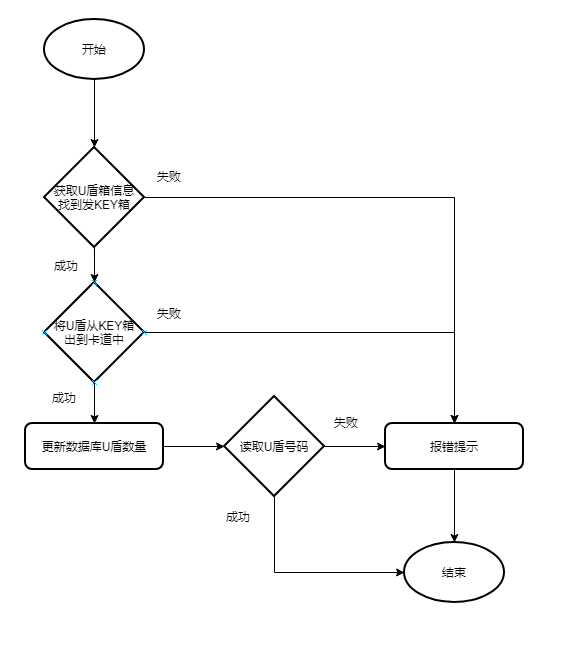 开始
获取U盾箱信息
找到发KEY箱
失败
成功
将U盾从KEY箱
出到卡道中
失败
成功
更新数据库U盾数量
读取U盾号码
失败
报错提示
成功
结束